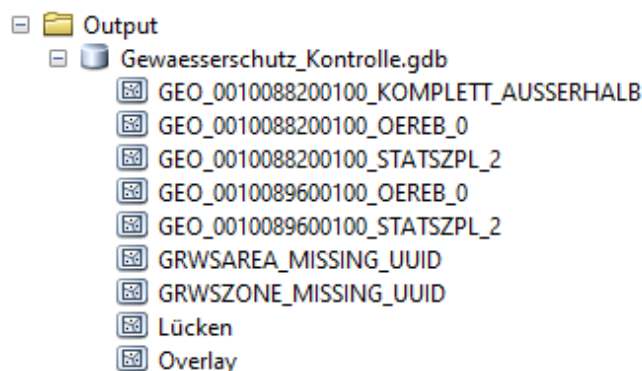 Output
Gewaesserschutz_Kontrolle.gdb
GEO_0010088200100_KOMPLETT_AUSSERHALB
GEO_0010088200100_OEREB_0
GEO_0010088200100_STATSZPL_2
GEO_0010089600100_OEREB_0
GEO_0010089600100_STATSZPL_2
GRWSAREA_MISSING_UUID
GRWSZONE_MISSING_UUID
Lücken
Overlay